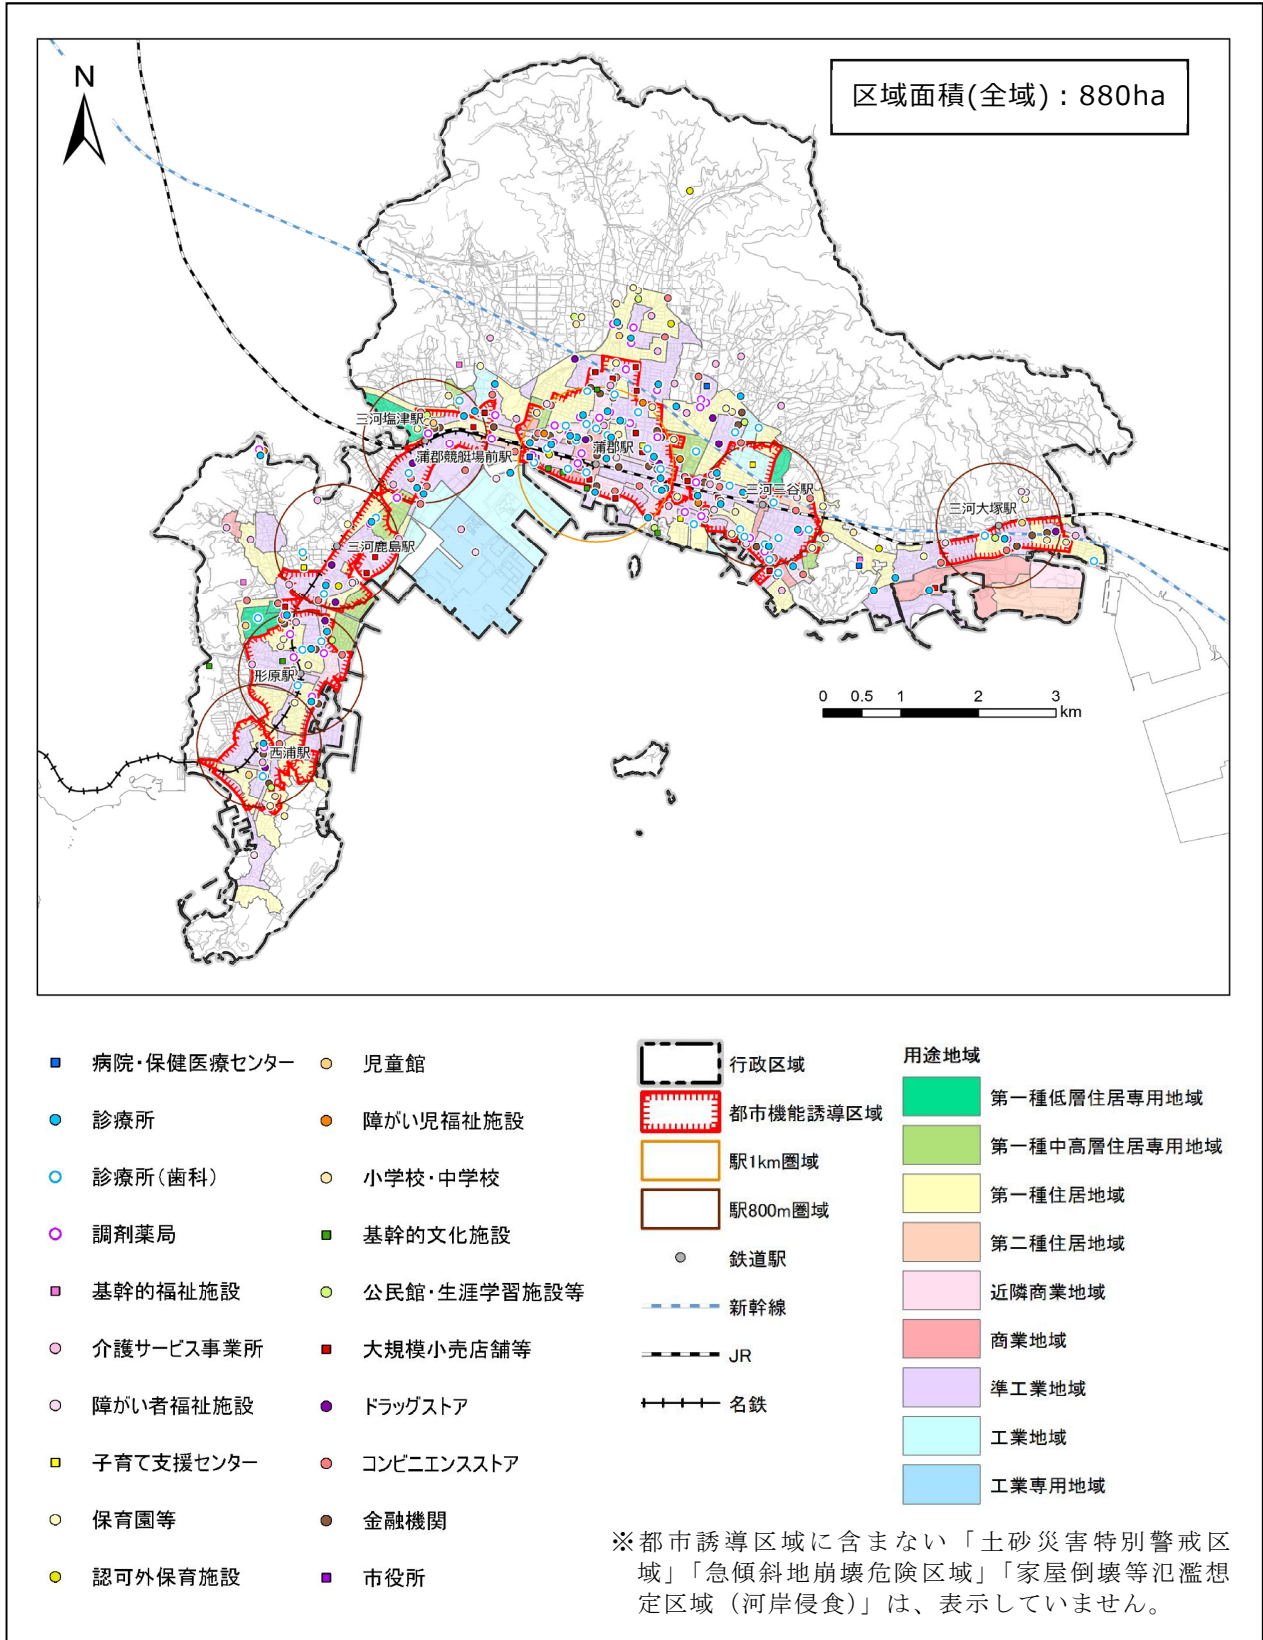 区域面積(全域)：880ha
N
三河塩津駅
蒲郡競艇場前駅
蒲郡駅
三河三谷駅
三河大塚駅
三河鹿島駅
形原駅
西浦駅
0 0.5 1 2 3 km
病院・保健医療センター
診療所
診療所（歯科）
調剤薬局
基幹的福祉施設
介護サービス事業所
障がい者福祉施設
子育て支援センター
保育園等
認可外保育施設
児童館
障がい児福祉施設
小学校・中学校
基幹的文化施設
公民館・生涯学習施設等
大規模小売店舗等
ドラッグストア
コンビニエンスストア
金融機関
市役所
行政区域
都市機能誘導区域
駅1km圏域
駅800m圏域
鉄道駅
新幹線
JR
名鉄
用途地域
第一種低層住居専用地域
第一種中高層住居専用地域
第一種住居地域
第二種住居地域
近隣商業地域
商業地域
準工業地域
工業地域
工業専用地域
※都市誘導区域に含まない「土砂災害特別警戒区
域」「急傾斜地崩壊危険区域」「家屋倒壊等氾濫想
定区域（河岸侵食）」は、表示していません。